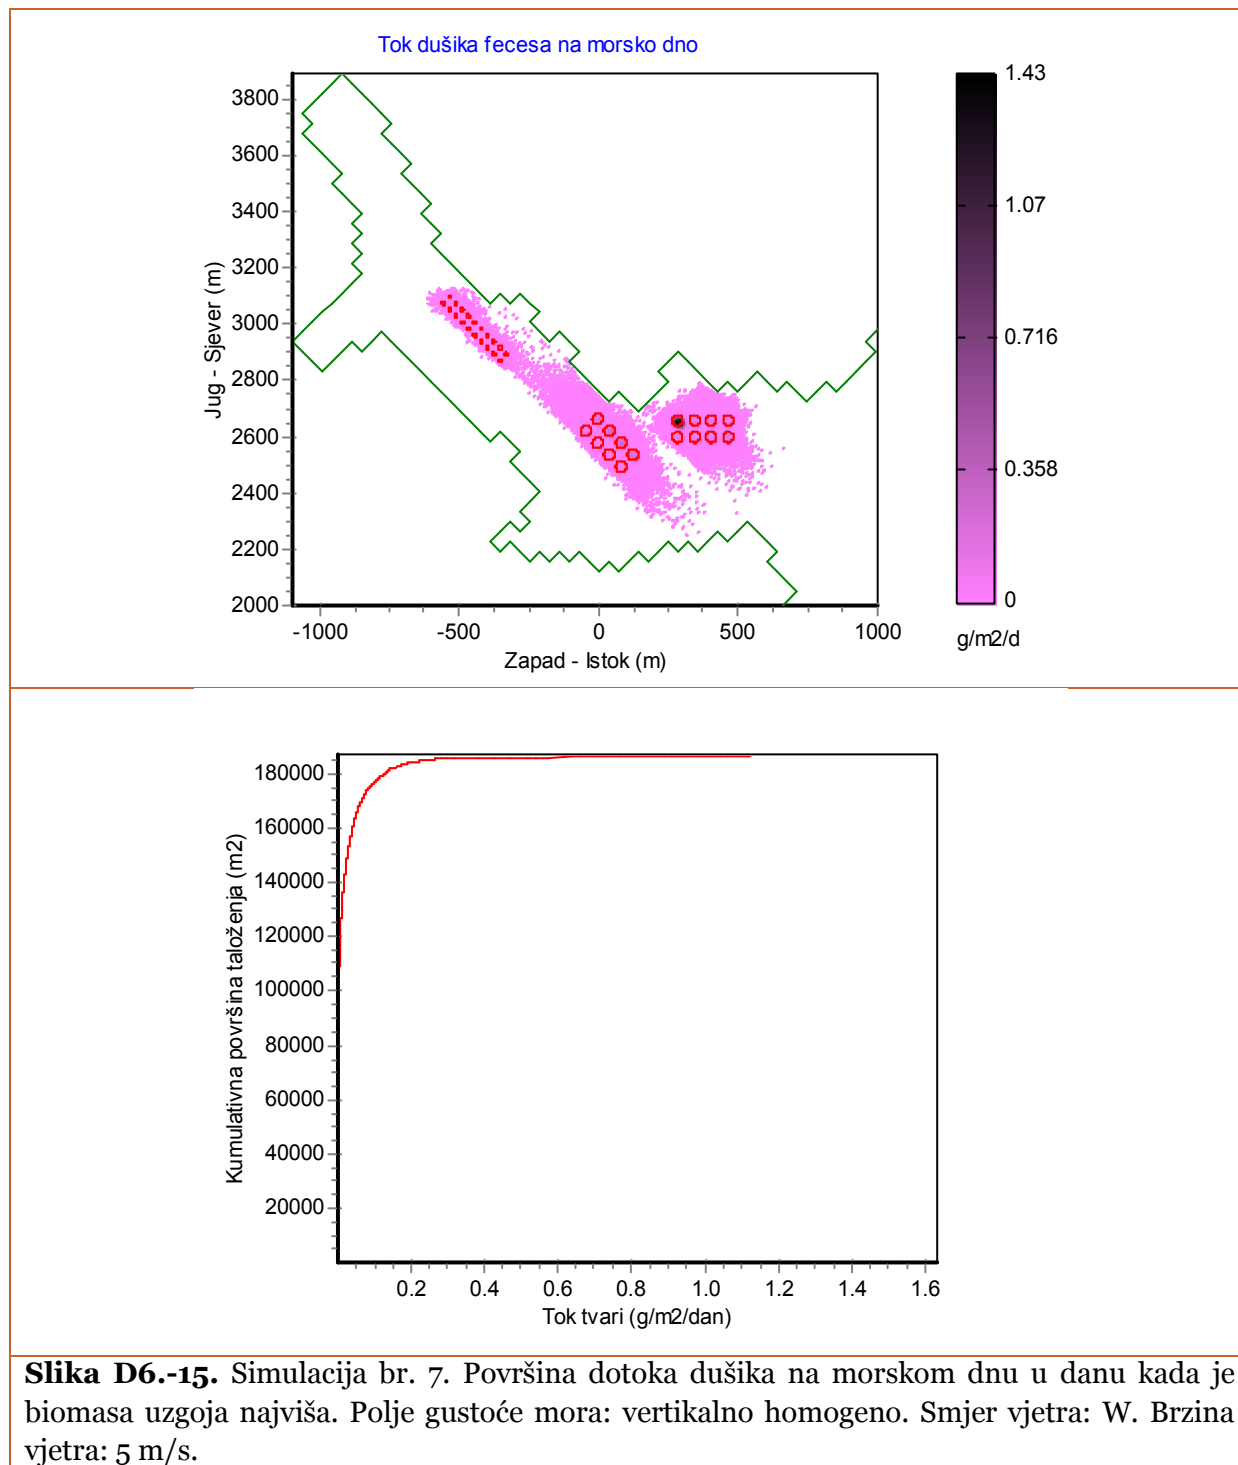 Tok dušika fecesa na morsko dno
3800
3600
3400
3200
3000
2800
2600
2400
2200
2000
Jug - Sjever (m)
-1000 -500 0 500 1000
Zapad - Istok (m)
1.43
1.07
0.716
0.358
0
g/m2/d
180000
160000
140000
120000
100000
80000
60000
40000
20000
Kumulativna površina taloženja (m2)
0.2 0.4 0.6 0.8 1.0 1.2 1.4 1.6
Tok tvari (g/m2/dan)
Slika D6.-15. Simulacija br. 7. Površina dotoka dušika na morskom dnu u danu kada je
biomasa uzgoja najviša. Polje gustoće mora: vertikalno homogeno. Smjer vjetra: W. Brzina
vjetra: 5 m/s.